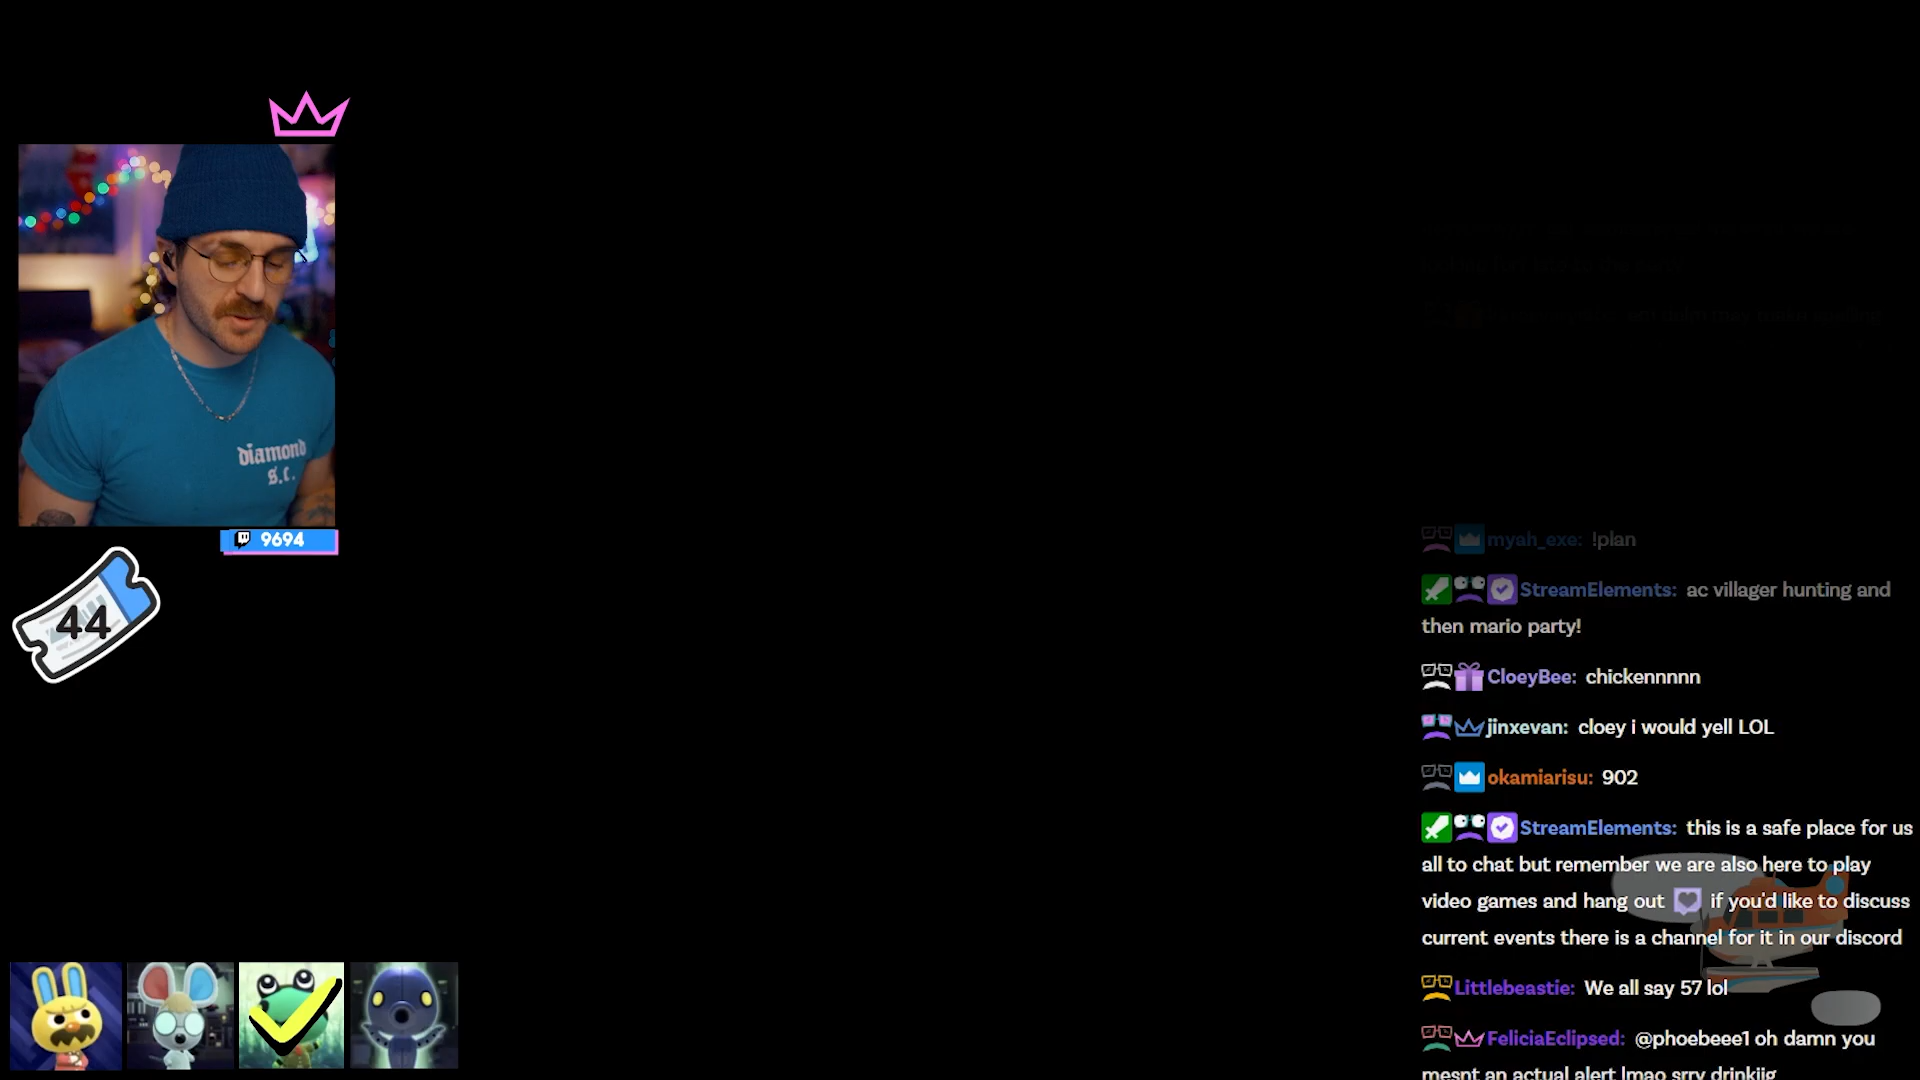 diamond
s.c.
9694
44
myah_exe: !plan
StreamElements: ac villager hunting and
then mario party!
CloeyBee: chickennnnn
jinxevan: cloey i would yell LOL
okamiarisu: 902
StreamElements: this is a safe place for us
all to chat but remember we are also here to play
video games and hang out if you'd like to discuss
current events there is a channel for it in our discord
Littlebeastie: We all say 57 lol
FeliciaEclipsed: @phoebeee1 oh damn you
mesnt an actual alert lmao srry drinkiig